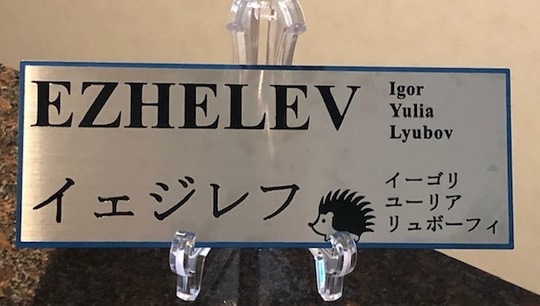 EZHELEV
Igor
Yulia
Lyubov
イェジレフ
イーゴリ
ユーリア
リュボーフィ